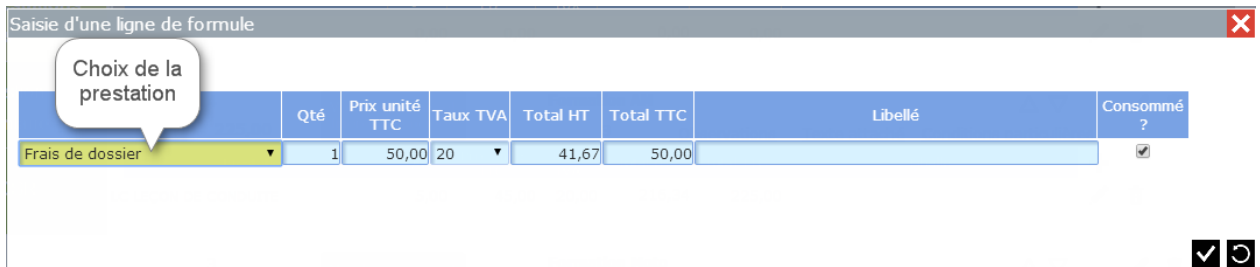 Saisie d'une ligne de formule
Choix de la
prestation
Qté
Prix unité
TTC
Taux TVA
Total HT
Total TTC
Libellé
Consommé
?
Frais de dossier
1
50,00
20
41,67
50,00